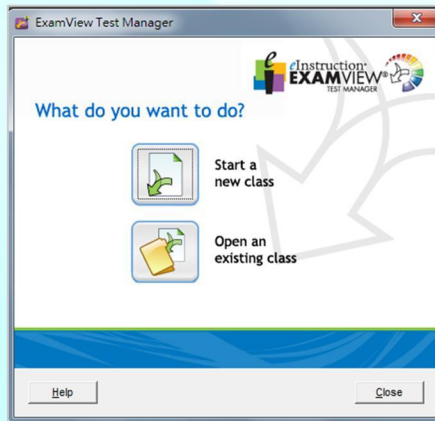 ExamView Test Manager
eInstruction®
EXAMVIEW®
TEST MANAGER
What do you want to do?
Start a
new class
Open an
existing class
Help
Close